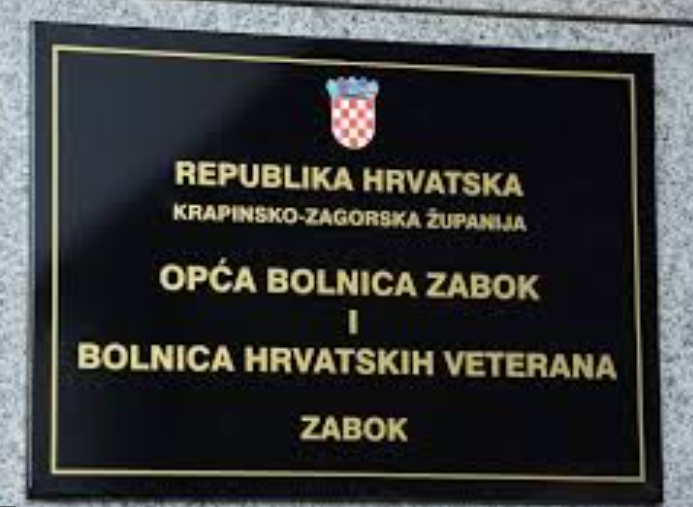 REPUBLIKA HRVATSKA
KRAPINSKO-ZAGORSKA ŽUPANIJA
OPĆA BOLNICA ZABOK
I
BOLNICA HRVATSKIH VETERANA
ZABOK